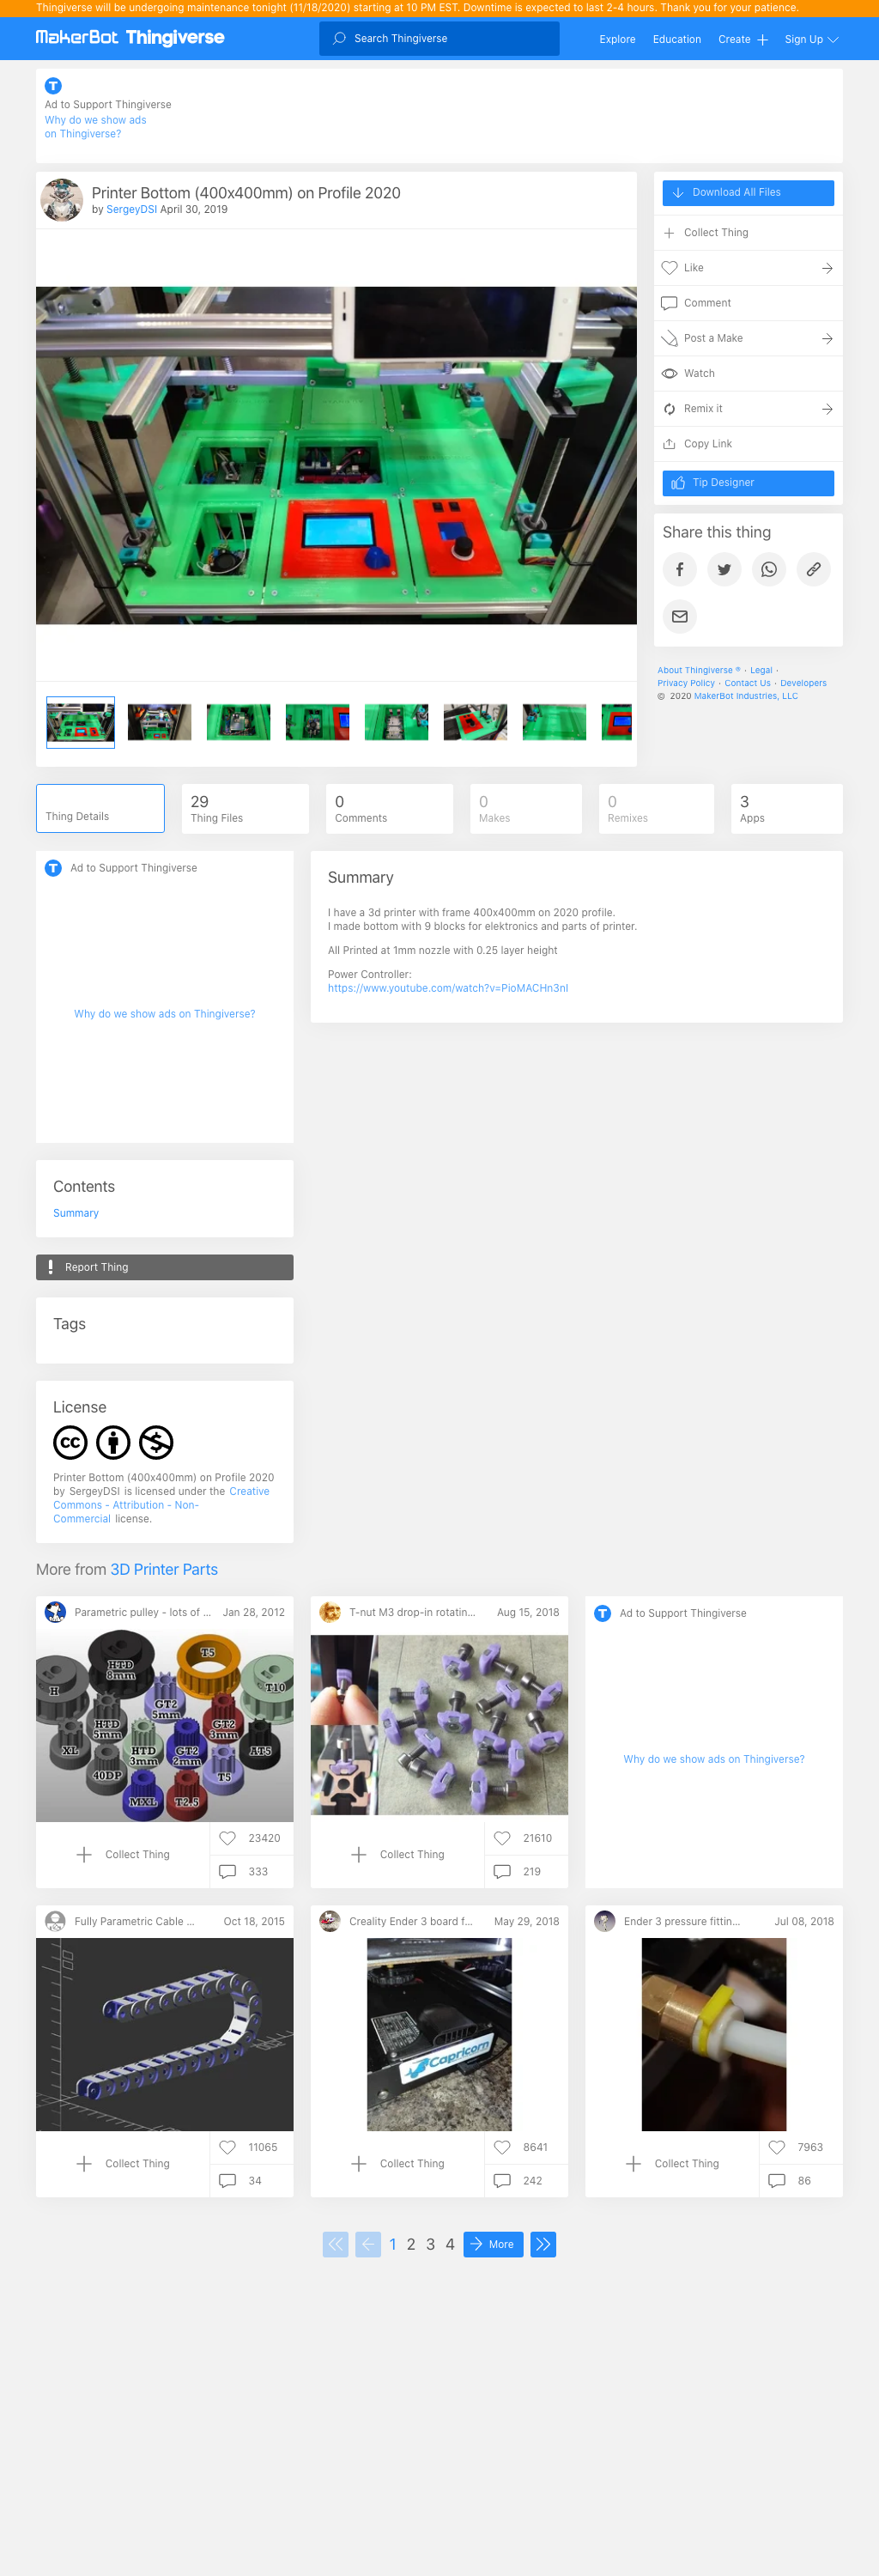 Thingiverse will be undergoing maintenance tonight (11/18/2020) starting at 10 PM EST. Downtime is expected to last 2-4 hours. Thank you for your patience.
MakerBot Thingiverse
Search Thingiverse
Explore
Education
Create
Sign Up
Ad to Support Thingiverse
Why do we show ads
on Thingiverse?
Printer Bottom (400x400mm) on Profile 2020
by SergeyDSI April 30, 2019
Download All Files
Collect Thing
Like
Comment
Post a Make
Watch
Remix it
Copy Link
Tip Designer
Share this thing
About Thingiverse ® · Legal ·
Privacy Policy · Contact Us · Developers
© 2020 MakerBot Industries, LLC
Thing Details
29
Thing Files
0
Comments
0
Makes
0
Remixes
3
Apps
Ad to Support Thingiverse
Why do we show ads on Thingiverse?
Summary
I have a 3d printer with frame 400x400mm on 2020 profile.
I made bottom with 9 blocks for elektronics and parts of printer.
All Printed at 1mm nozzle with 0.25 layer height
Power Controller:
https://www.youtube.com/watch?v=PioMACHn3nI
Contents
Summary
Report Thing
Tags
License
Printer Bottom (400x400mm) on Profile 2020
by SergeyDSI is licensed under the Creative
Commons - Attribution - Non-
Commercial license.
More from 3D Printer Parts
Parametric pulley - lots of ...
Jan 28, 2012
H
HTD
8mm
T5
T10
GT2
5mm
HTD
5mm
GT2
3mm
XL
HTD
3mm
GT2
2mm
AT5
40DP
T5
MXL
T2.5
Collect Thing
23420
333
T-nut M3 drop-in rotatin...
Aug 15, 2018
Collect Thing
21610
219
Ad to Support Thingiverse
Why do we show ads on Thingiverse?
Fully Parametric Cable ...
Oct 18, 2015
Collect Thing
11065
34
Creality Ender 3 board f...
May 29, 2018
Capricorn
Collect Thing
8641
242
Ender 3 pressure fittin...
Jul 08, 2018
Collect Thing
7963
86
1 2 3 4
More